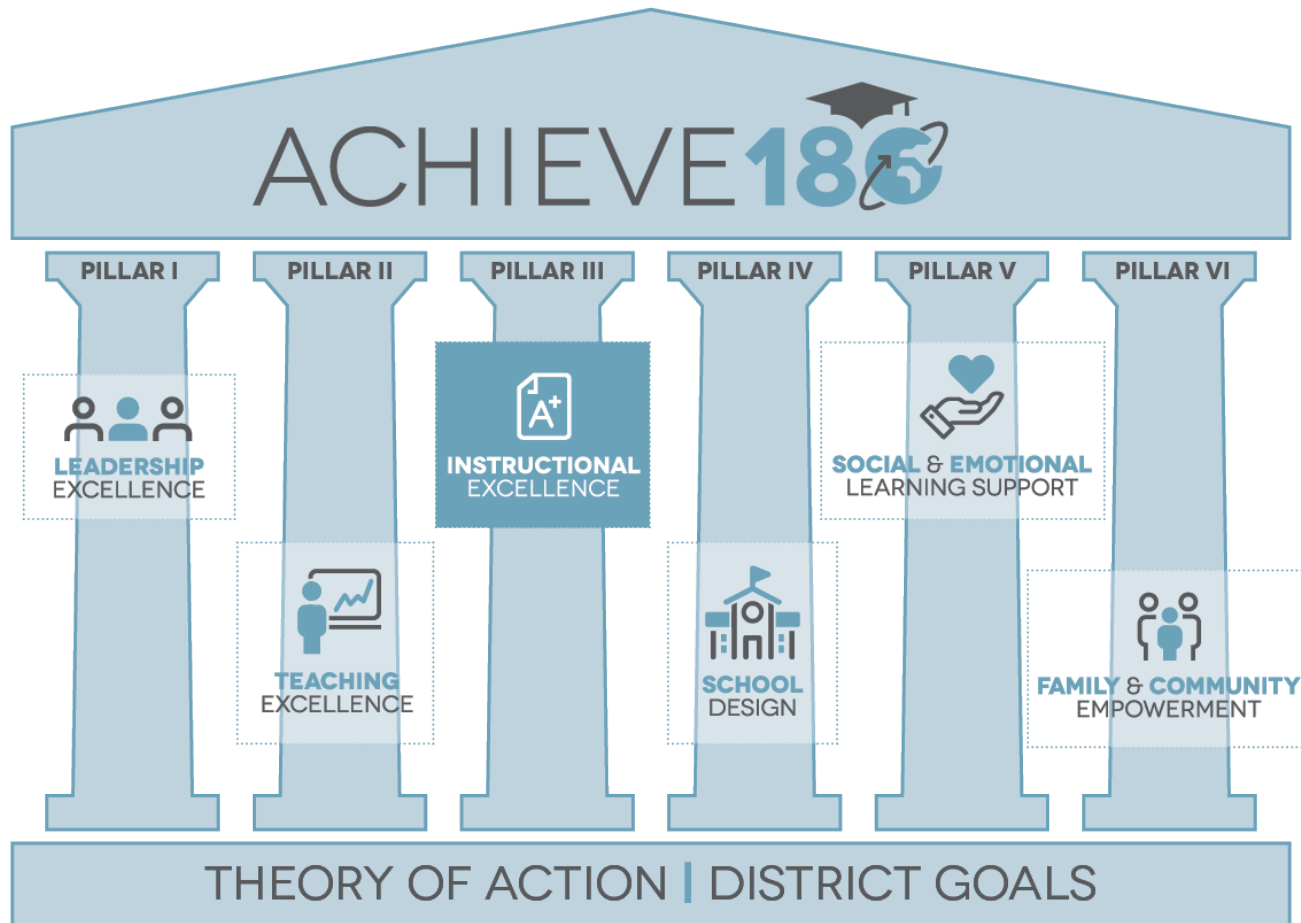 ACHIEVE180
PILLAR I
PILLAR II
PILLAR III
PILLAR IV
PILLAR V
PILLAR VI
LEADERSHIP
EXCELLENCE
TEACHING
EXCELLENCE
A+
INSTRUCTIONAL
EXCELLENCE
SCHOOL
DESIGN
SOCIAL & EMOTIONAL
LEARNING SUPPORT
FAMILY & COMMUNITY
EMPOWERMENT
THEORY OF ACTION | DISTRICT GOALS